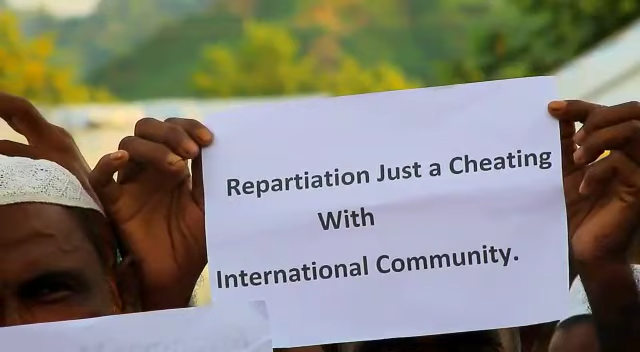 Repartiation Just a Cheating
With
International Community.